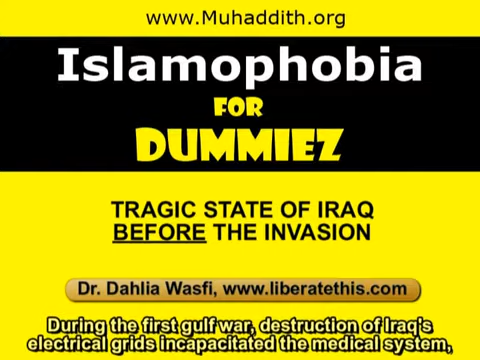 www.Muhaddith.org
Islamophobia
FOR
DUMMIEZ
TRAGIC STATE OF IRAQ
BEFORE THE INVASION
Dr. Dahlia Wasfi, www.liberatethis.com
During the first gulf war, destruction of Iraq's
electrical grids incapacitated the medical system,